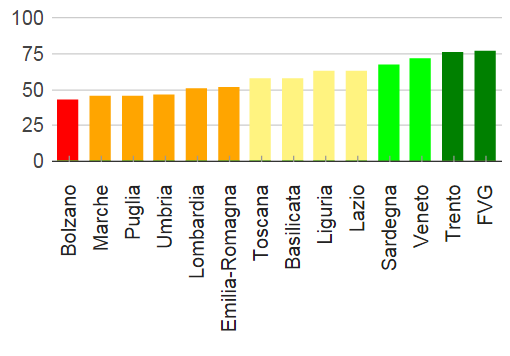 100
75
50
25
0
Bolzano
Marche
Puglia
Umbria
Lombardia
Emilia-Romagna
Toscana
Basilicata
Liguria
Lazio
Sardegna
Veneto
Trento
FVG